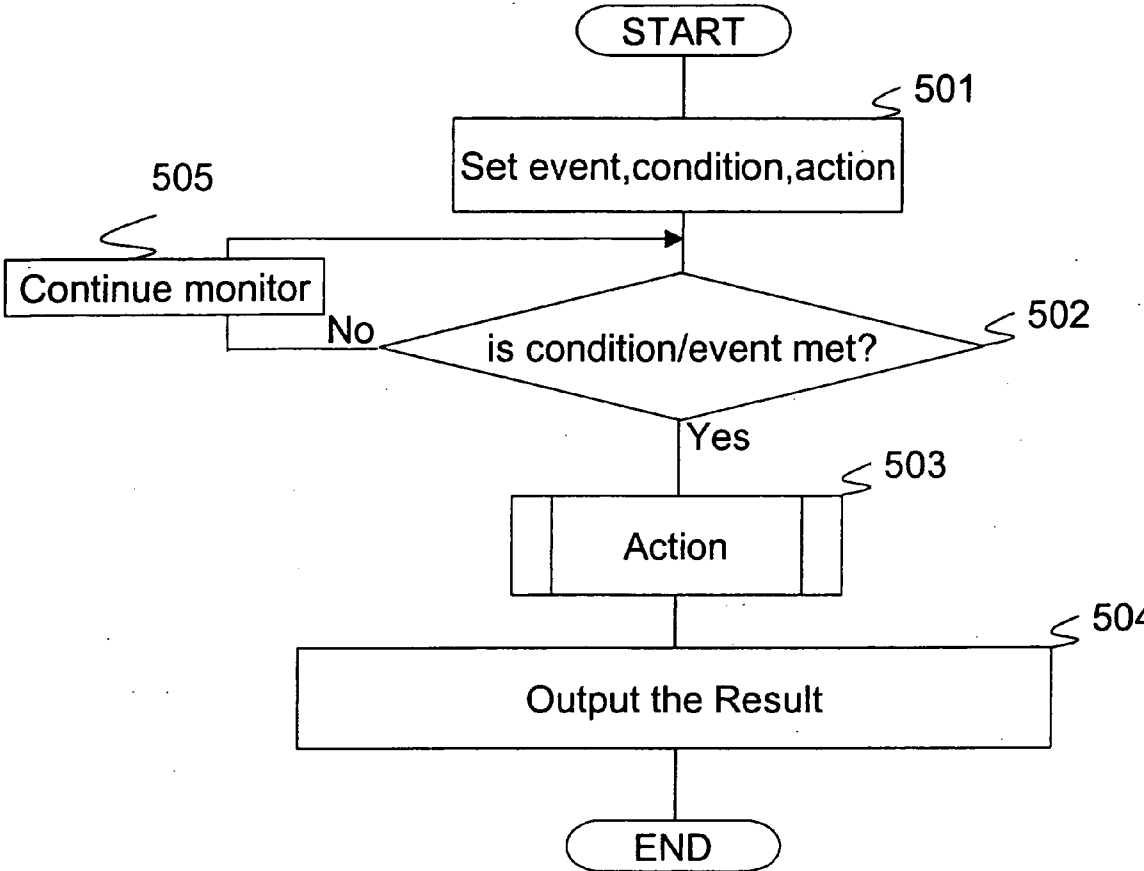 START
501
Set event,condition,action
505
Continue monitor
No
is condition/event met?
502
Yes
503
Action
504
Output the Result
END